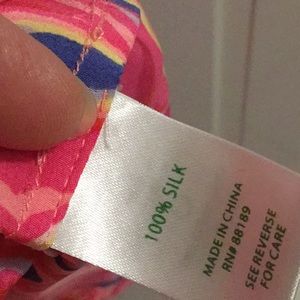 100% SILK
MADE IN CHINA
RN# 88189
SEE REVERSE
FOR CARE